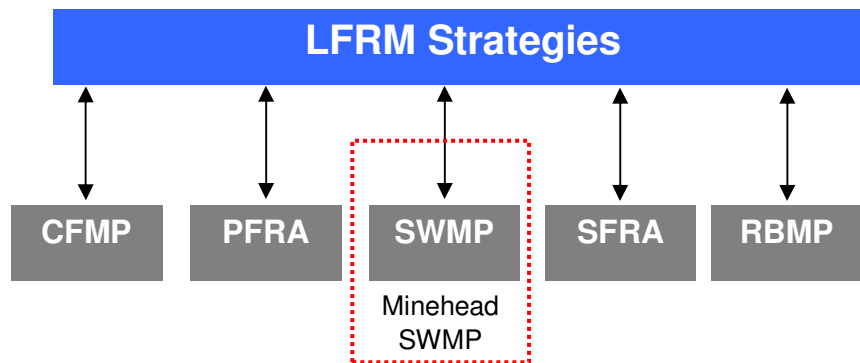 LFRM Strategies
CFMP
PFRA
SWMP
SFRA
RBMP
Minehead
SWMP